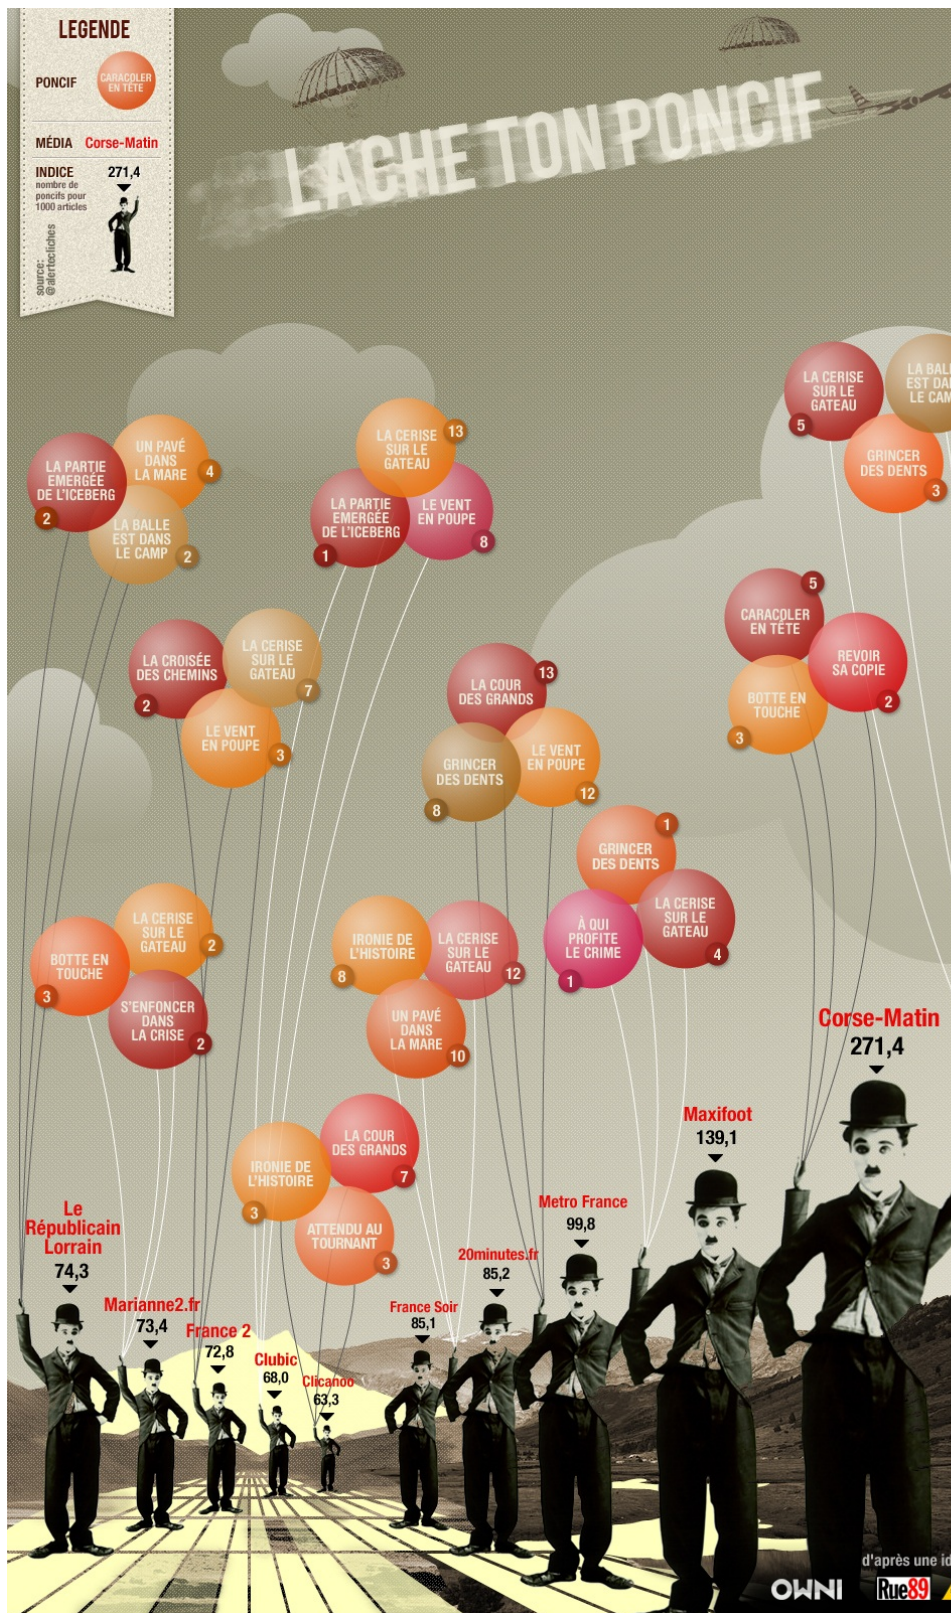 LEGENDE
PONCIF
CARACOLER
EN TÊTE
MÉDIA Corse-Matin
INDICE
nombre de
poncifs pour
1000 articles
271,4
source:
@alertocliches
LACHE TON PONCIF
LA CERISE
SUR LE
GATEAU
5
LA BALL
EST DA
LE CAM
GRINCER
DES DENTS
3
LA PARTIE
EMERGÉE
DE L'ICEBERG
2
UN PAVÉ
DANS
LA MARE
4
LA BALLE
EST DANS
LE CAMP
2
LA CERISE
SUR LE
GATEAU
13
LA PARTIE
EMERGÉE
DE L'ICEBERG
1
LE VENT
EN POUPE
8
CARACOLER
EN TÊTE
5
REVOIR
SA COPIE
2
BOTTE EN
TOUCHE
3
LA CROISÉE
DES CHEMINS
2
LA CERISE
SUR LE
GATEAU
7
LE VENT
EN POUPE
3
LA COUR
DES GRANDS
13
GRINCER
DES DENTS
8
LE VENT
EN POUPE
12
GRINCER
DES DENTS
1
À QUI
PROFITE
LE CRIME
1
LA CERISE
SUR LE
GATEAU
4
BOTTE EN
TOUCHE
3
LA CERISE
SUR LE
GATEAU
2
S'ENFONCER
DANS
LA CRISE
2
IRONIE DE
L'HISTOIRE
8
LA CERISE
SUR LE
GATEAU
12
UN PAVÉ
DANS
LA MARE
10
IRONIE DE
L'HISTOIRE
3
LA COUR
DES GRANDS
7
ATTENDU AU
TOURNANT
3
Le
Républicain
Lorrain
74,3
Marianne2.fr
73,4
France 2
72,8
Clubic
68,0
Clicanoo
63,3
France Soir
85,1
20minutes.fr
85,2
Metro France
99,8
Maxifoot
139,1
Corse-Matin
271,4
d'après une id
OWNI
Rue89